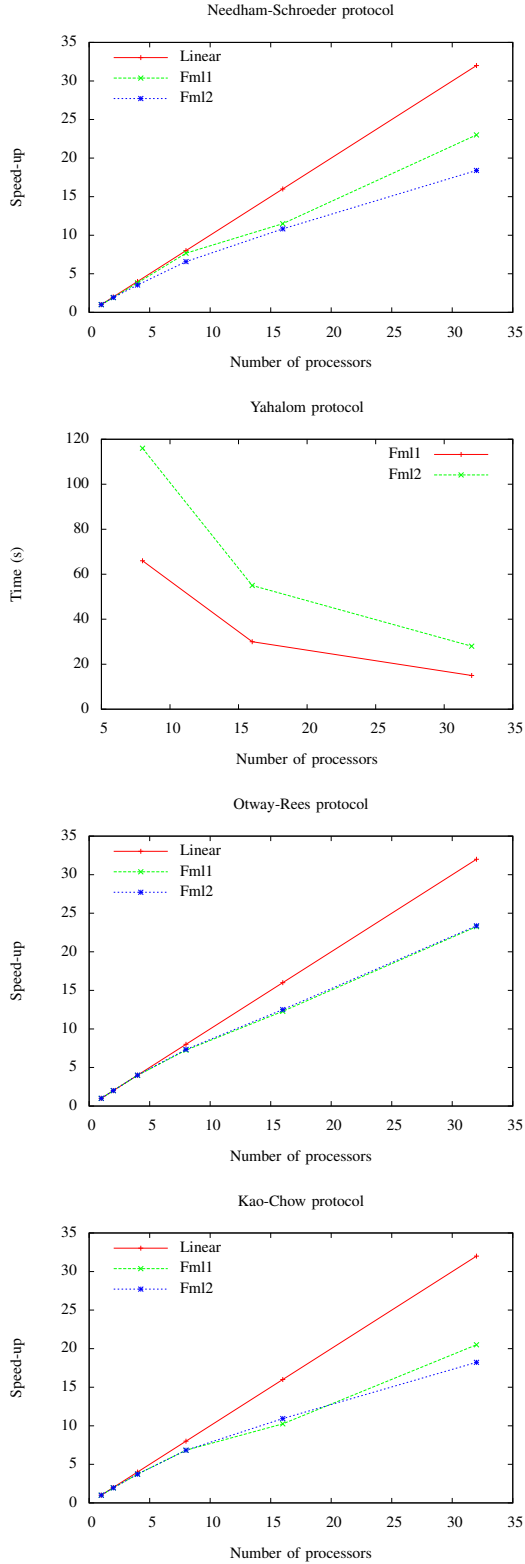 Needham-Schroeder protocol
35
30
25
20
15
10
5
0
Speed-up
Linear
Fml1
Fml2
0 5 10 15 20 25 30 35
Number of processors
Yahalom protocol
120
100
80
60
40
20
0
Time (s)
Fml1
Fml2
5 10 15 20 25 30 35
Number of processors
Otway-Rees protocol
35
30
25
20
15
10
5
0
Speed-up
Linear
Fml1
Fml2
0 5 10 15 20 25 30 35
Number of processors
Kao-Chow protocol
35
30
25
20
15
10
5
0
Speed-up
Linear
Fml1
Fml2
0 5 10 15 20 25 30 35
Number of processors